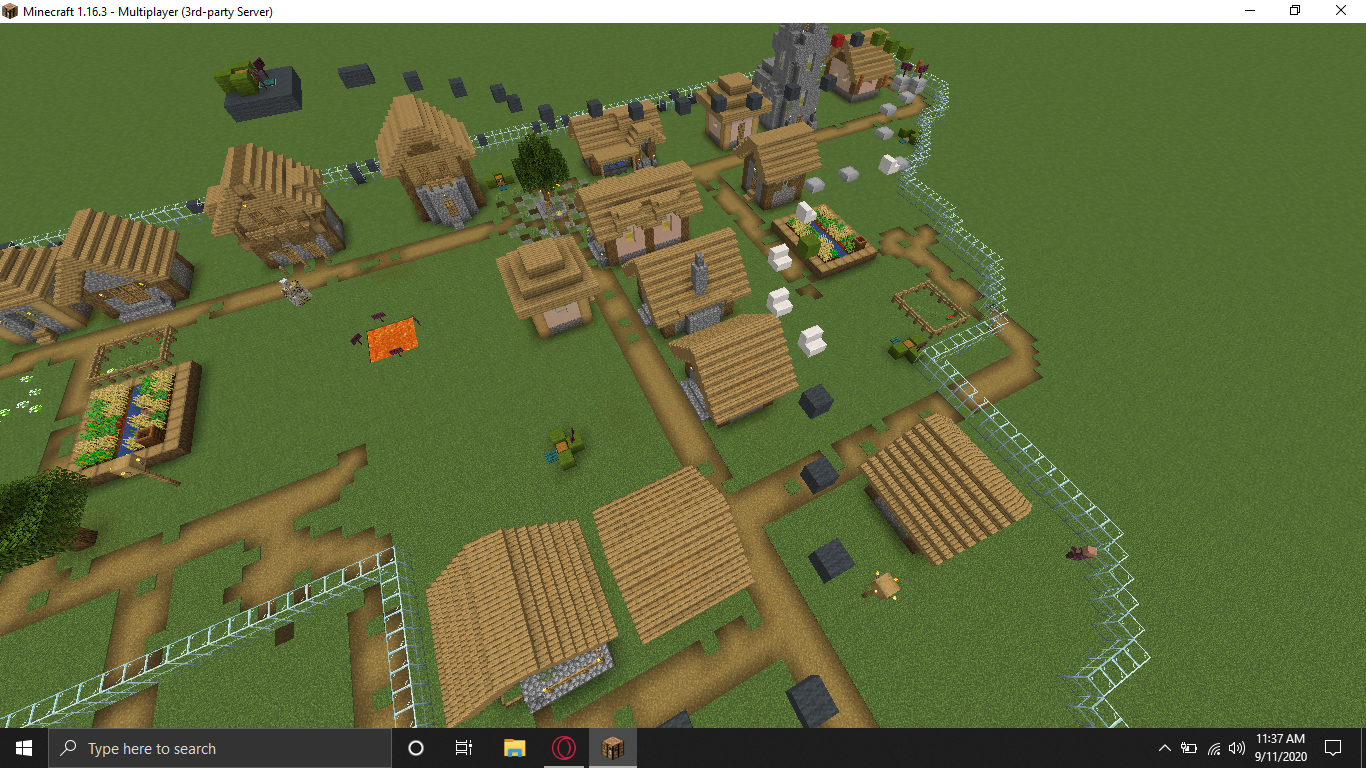 Minecraft 1.16.3 - Multiplayer (3rd-party Server)
Type here to search
11:37 AM
9/11/2020